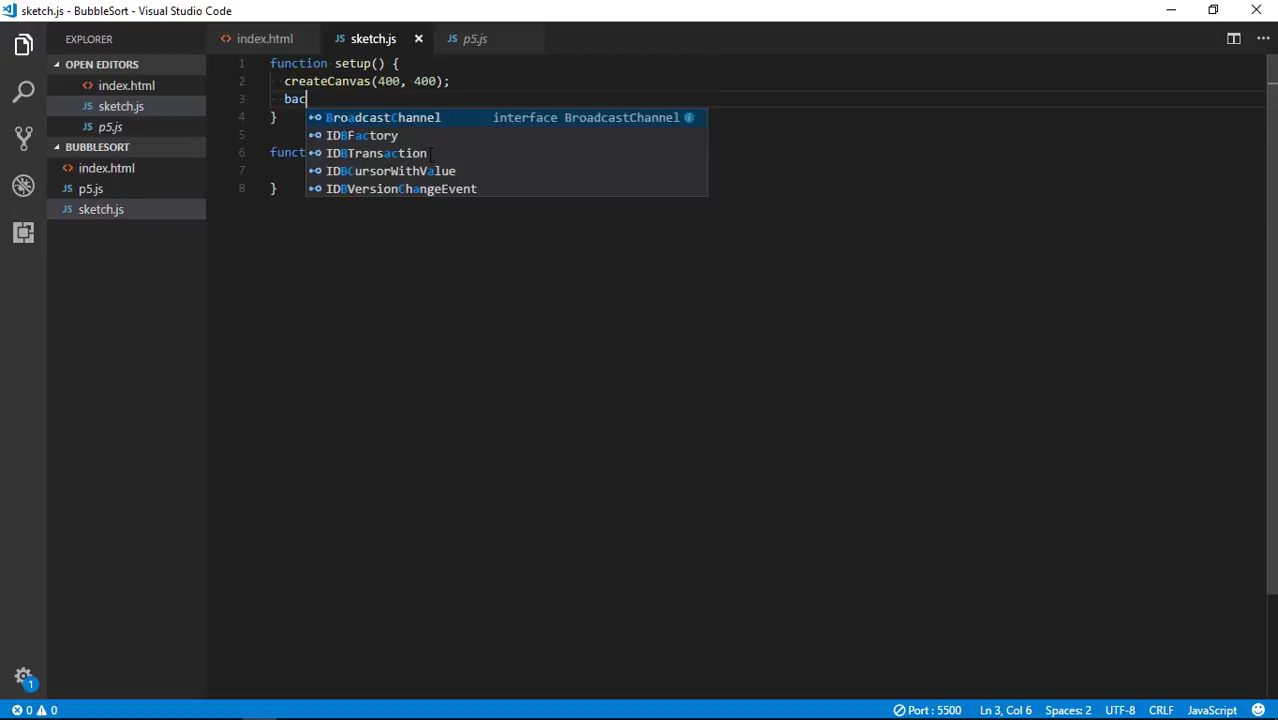 sketch.js - BubbleSort - Visual Studio Code
EXPLORER
OPEN EDITORS
index.html
sketch.js
p5.js
BUBBLESORT
index.html
p5.js
sketch.js
1
index.html
sketch.js
p5.js
1 function setup() {
2 createCanvas(400, 400);
3 bac
4 }
5
6 funct
7
8 }
BroadcastChannel interface BroadcastChannel
IDBFactory
IDBTransaction
IDBCursorWithValue
IDBVersionChangeEvent
0 0
Port : 5500 Ln 3, Col 6 Spaces: 2 UTF-8 CRLF JavaScript